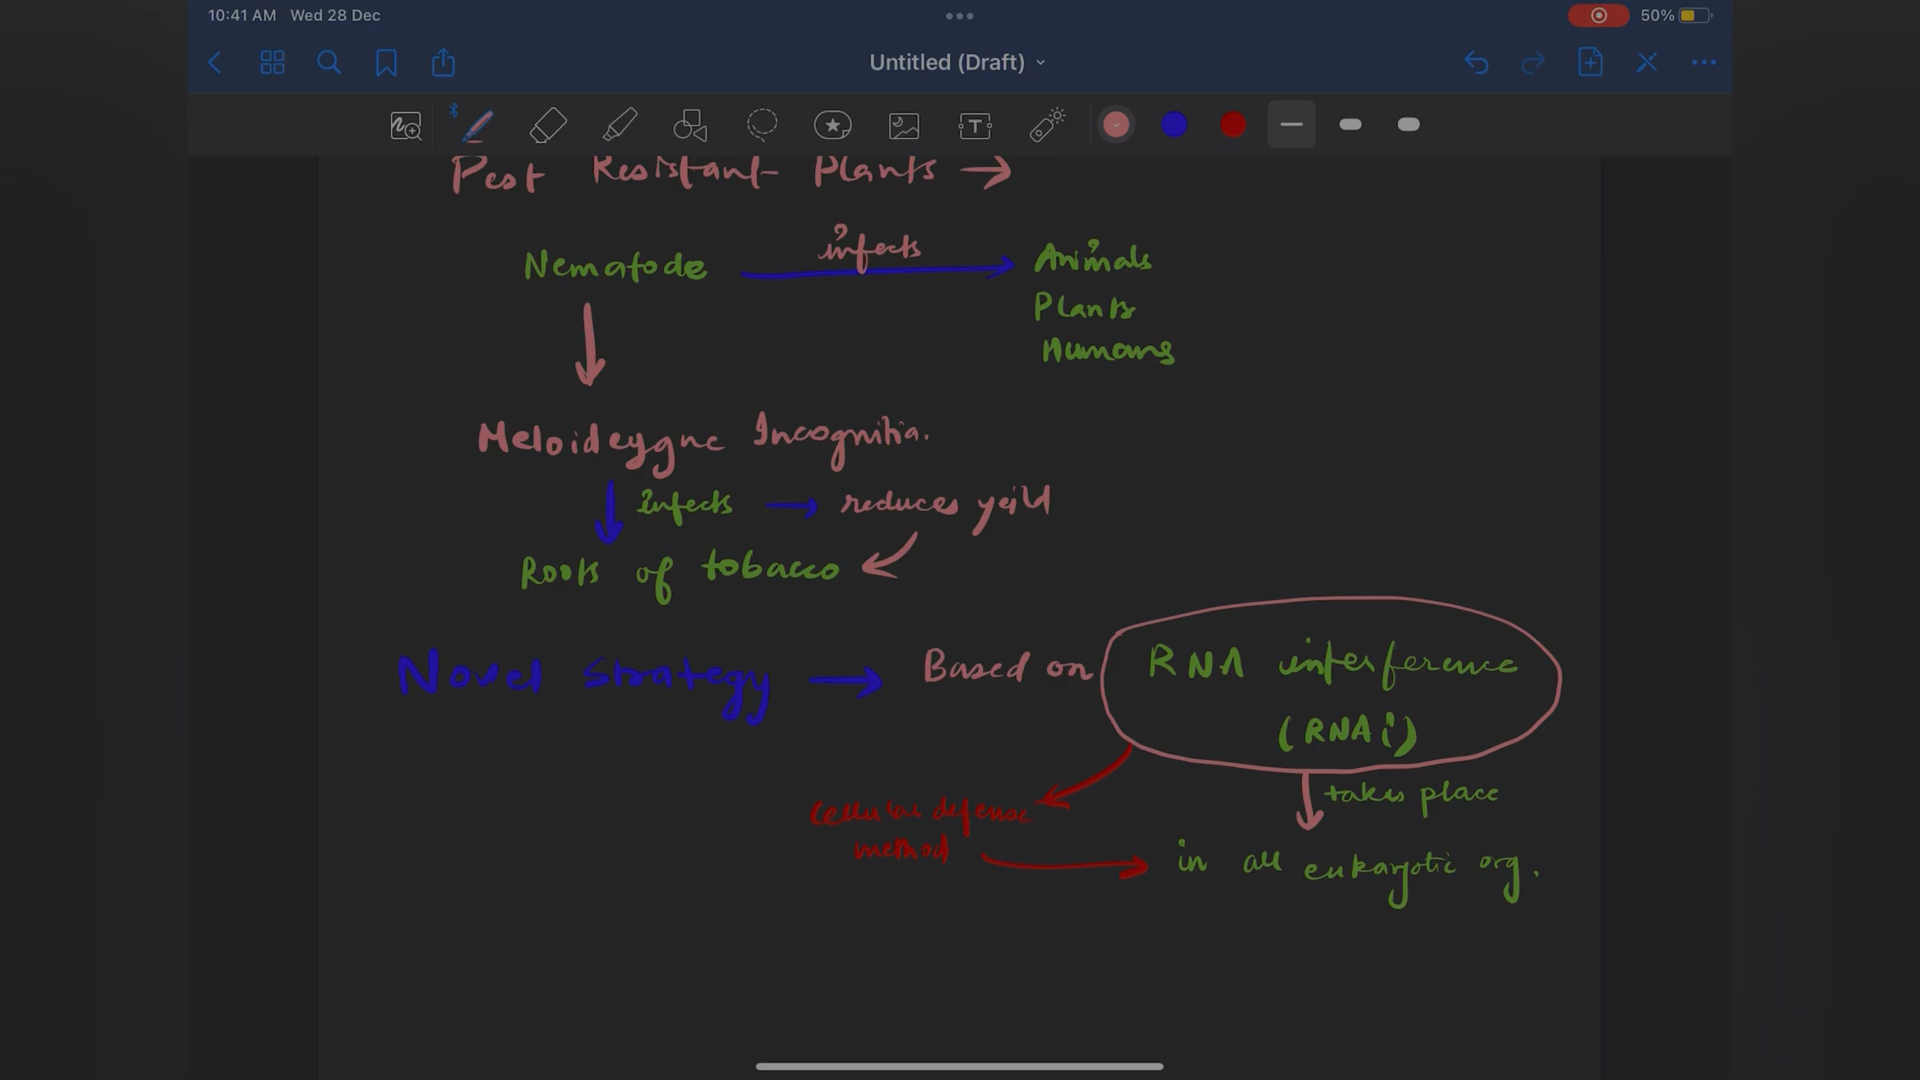 10:41 AM Wed 28 Dec
50%
Untitled (Draft)
Pest Resistant Plants →
Nematode infects → Animals
Plants
Humans
Meloideygne Incognitia.
infects → reduces yeild
Roots of tobacco
Novel strategy → Based on RNA interference
(RNAi)
takes place
Cellular defense
method → in all eukaryotic org.